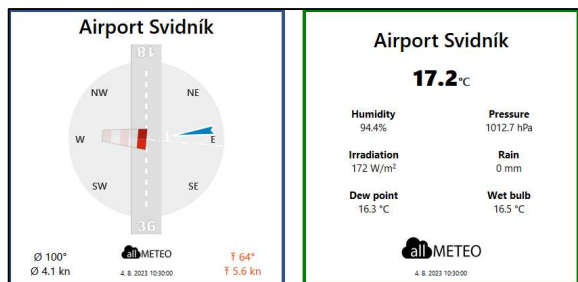 Airport Svidník
18
NW
NE
W
1
E
SW
SE
36
Ø 100°
Ø 4.1 kn
allMETEO
4. 8. 2023 10:30:00
⤒ 64°
⤒ 5.6 kn
Airport Svidník
17.2°C
Humidity
Pressure
94.4%
1012.7 hPa
Irradiation
Rain
172 W/m²
0 mm
Dew point
Wet bulb
16.3 °C
16.5 °C
allMETEO
4. 8. 2023 10:30:00